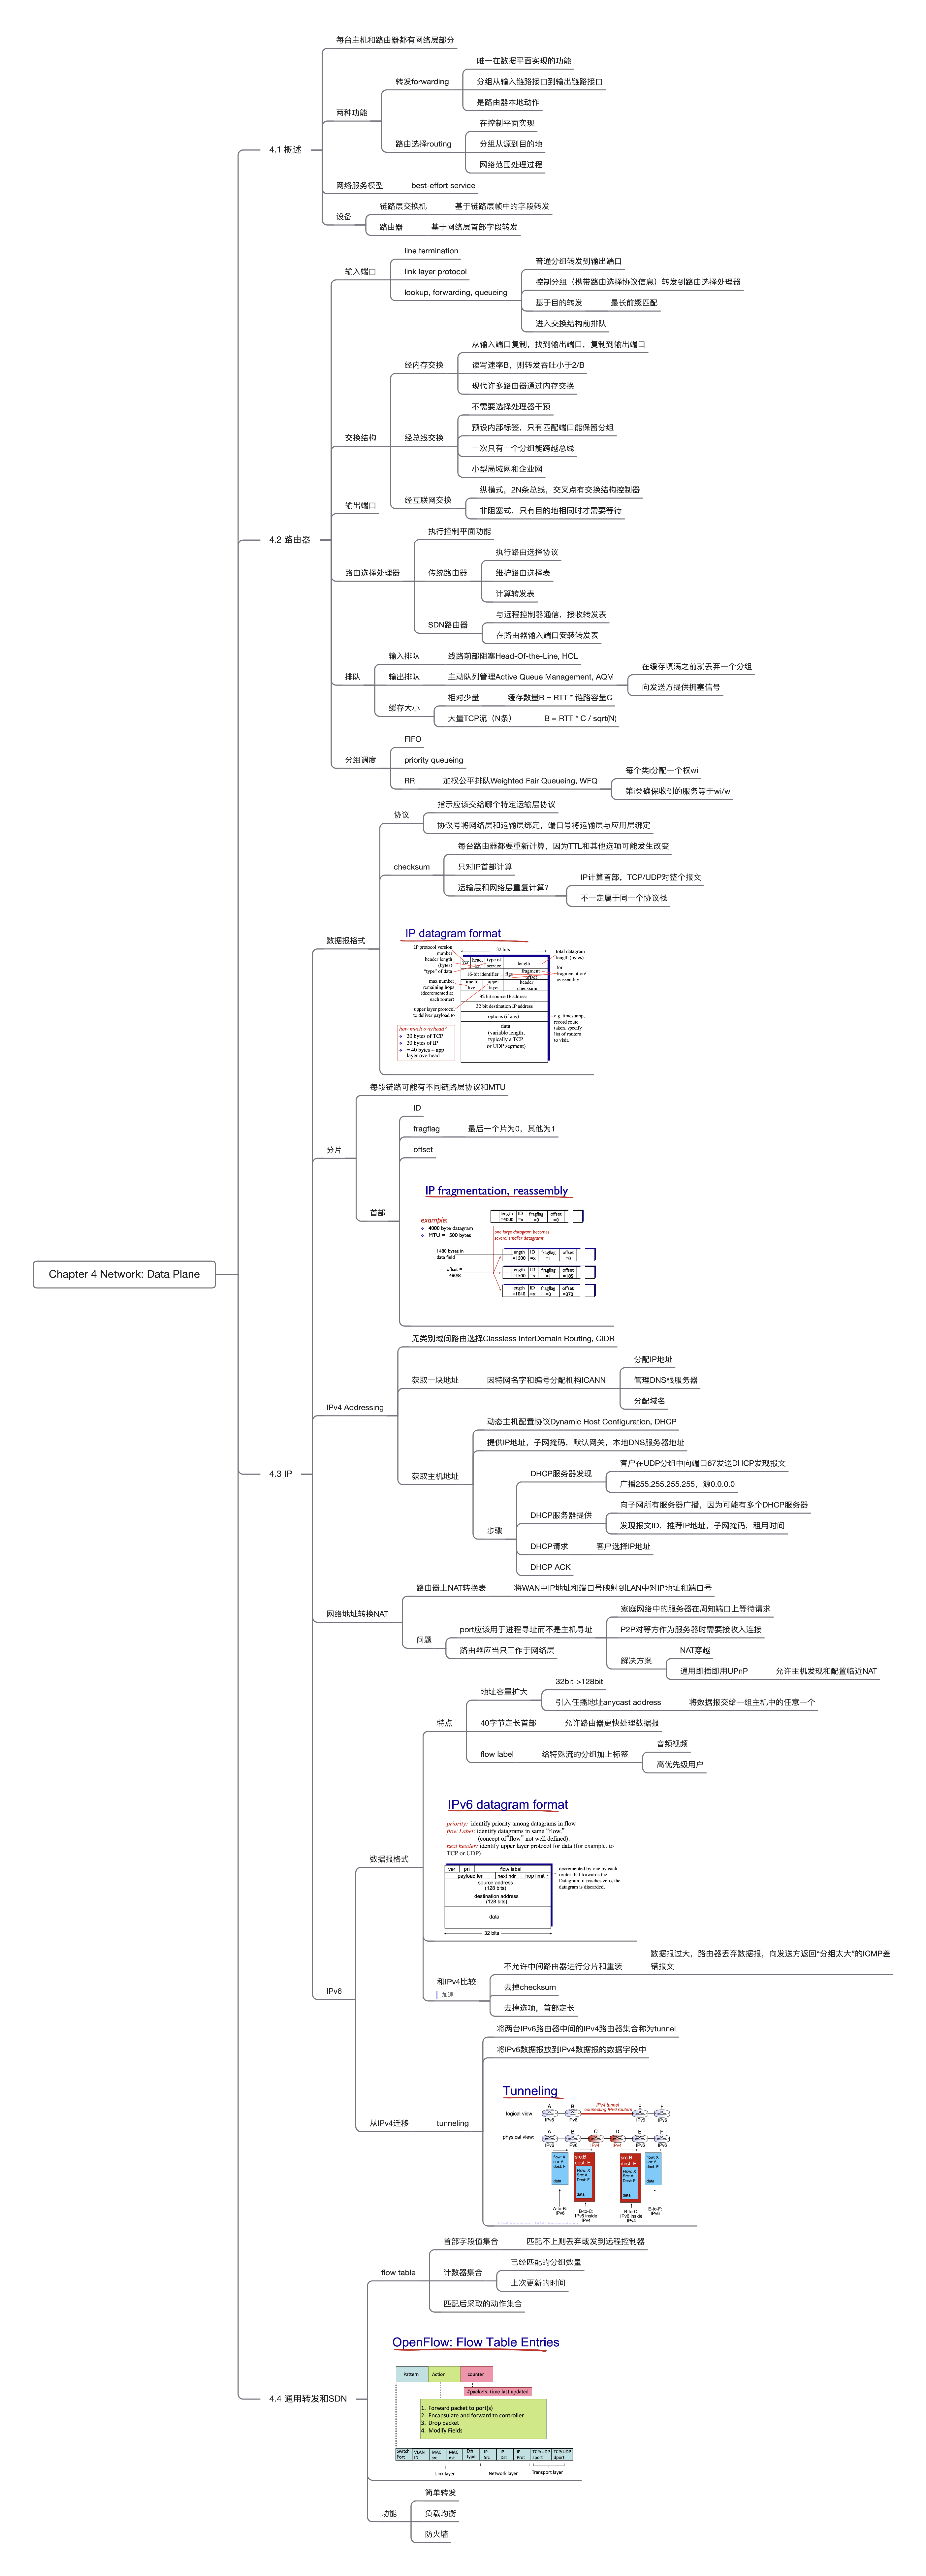 Chapter 4 Network: Data Plane
4.1 概述
每台主机和路由器都有网络层部分
两种功能
转发forwarding
唯一在数据平面实现的功能
分组从输入链路接口到输出链路接口
是路由器本地动作
路由选择routing
在控制平面实现
分组从源到目的地
网络范围处理过程
网络服务模型
best-effort service
设备
链路层交换机
基于链路层帧中的字段转发
路由器
基于网络层首部字段转发
4.2 路由器
输入端口
line termination
link layer protocol
lookup, forwarding, queueing
普通分组转发到输出端口
控制分组（携带路由选择协议信息）转发到路由选择处理器
基于目的转发
最长前缀匹配
进入交换结构前排队
交换结构
经内存交换
从输入端口复制，找到输出端口，复制到输出端口
读写速率B，则转发吞吐小于2/B
现代许多路由器通过内存交换
经总线交换
不需要选择处理器干预
预设内部标签，只有匹配端口能保留分组
一次只有一个分组能跨越总线
小型局域网和企业网
经互联网交换
纵横式，2N条总线，交叉点有交换结构控制器
非阻塞式，只有目的地相同时才需要等待
输出端口
路由选择处理器
执行控制平面功能
传统路由器
执行路由选择协议
维护路由选择表
计算转发表
SDN路由器
与远程控制器通信，接收转发表
在路由器输入端口安装转发表
排队
输入排队
线路前部阻塞Head-Of-the-Line, HOL
输出排队
主动队列管理Active Queue Management, AQM
在缓存填满之前就丢弃一个分组
向发送方提供拥塞信号
缓存大小
相对少量
缓存数量B = RTT * 链路容量C
大量TCP流（N条）
B = RTT * C / sqrt(N)
分组调度
FIFO
priority queueing
RR
加权公平排队Weighted Fair Queueing, WFQ
每个类i分配一个权wi
第i类确保收到的服务等于wi/w
4.3 IP
数据报格式
协议
指示应该交给哪个特定运输层协议
协议号将网络层和运输层绑定，端口号将运输层与应用层绑定
checksum
每台路由器都要重新计算，因为TTL和其他选项可能发生改变
只对IP首部计算
运输层和网络层重复计算？
IP计算首部，TCP/UDP对整个报文
不一定属于同一个协议栈
IP datagram format
IP protocol version
number
header length
(bytes)
"type" of data
max number
remaining hops
(decremented at
each router)
upper layer protocol
to deliver payload to
how much overhead?
20 bytes of TCP
20 bytes of IP
= 40 bytes + app
layer overhead
32 bits
ver
head.
len
type of
service
length
16-bit identifier
flgs
fragment
offset
time to
live
upper
layer
header
checksum
32 bit source IP address
32 bit destination IP address
options (if any)
data
(variable length,
typically a TCP
or UDP segment)
total datagram
length (bytes)
for
fragmentation/
reassembly
e.g. timestamp,
record route
taken, specify
list of routers
to visit.
分片
每段链路可能有不同链路层协议和MTU
首部
ID
fragflag
最后一个片为0，其他为1
offset
IP fragmentation, reassembly
example:
4000 byte datagram
MTU = 1500 bytes
1480 bytes in
data field
offset =
1480/8
length
=4000
ID
=x
fragflag
=0
offset
=0
one large datagram becomes
several smaller datagrams
length
=1500
ID
=x
fragflag
=1
offset
=0
length
=1500
ID
=x
fragflag
=1
offset
=185
length
=1040
ID
=x
fragflag
=0
offset
=370
IPv4 Addressing
无类别域间路由选择Classless InterDomain Routing, CIDR
获取一块地址
因特网名字和编号分配机构ICANN
分配IP地址
管理DNS根服务器
分配域名
获取主机地址
动态主机配置协议Dynamic Host Configuration, DHCP
提供IP地址，子网掩码，默认网关，本地DNS服务器地址
步骤
DHCP服务器发现
客户在UDP分组中向端口67发送DHCP发现报文
广播255.255.255.255，源0.0.0.0
DHCP服务器提供
向子网所有服务器广播，因为可能有多个DHCP服务器
发现报文ID，推荐IP地址，子网掩码，租用时间
DHCP请求
客户选择IP地址
DHCP ACK
网络地址转换NAT
路由器上NAT转换表
将WAN中IP地址和端口号映射到LAN中对IP地址和端口号
问题
port应该用于进程寻址而不是主机寻址
家庭网络中的服务器在周知端口上等待请求
P2P对等方作为服务器时需要接收入连接
解决方案
NAT穿越
通用即插即用UPnP
允许主机发现和配置临近NAT
路由器应当只工作于网络层
IPv6
数据报格式
特点
地址容量扩大
32bit->128bit
引入任播地址anycast address
将数据报交给一组主机中的任意一个
40字节定长首部
允许路由器更快处理数据报
flow label
给特殊流的分组加上标签
音频视频
高优先级用户
IPv6 datagram format
priority: identify priority among datagrams in flow
flow Label: identify datagrams in same "flow."
(concept of "flow" not well defined).
next header: identify upper layer protocol for data (for example, to
TCP or UDP).
ver
pri
flow label
payload len
next hdr
hop limit
source address
(128 bits)
destination address
(128 bits)
data
32 bits
decremented by one by each
router that forwards the
Datagram; if reaches zero, the
datagram is discarded.
和IPv4比较
加速
不允许中间路由器进行分片和重装
数据报过大，路由器丢弃数据报，向发送方返回“分组太大”的ICMP差
错报文
去掉checksum
去掉选项，首部定长
从IPv4迁移
tunneling
将两台IPv6路由器中间的IPv4路由器集合称为tunnel
将IPv6数据报放到IPv4数据报的数据字段中
Tunneling
logical view:
A
IPv6
B
IPv6
IPv4 tunnel
connecting IPv6 routers
E
IPv6
F
IPv6
physical view:
A
IPv6
B
IPv6
C
IPv4
D
IPv4
E
IPv6
F
IPv6
flow: X
src: A
dest: F
data
src:B
dest: E
Flow: X
Src: A
Dest: F
data
src:B
dest: E
Flow: X
Src: A
Dest: F
data
flow: X
src: A
dest: F
data
A-to-B:
IPv6
B-to-C:
IPv6 inside
IPv4
B-to-C:
IPv6 inside
IPv4
E-to-F:
IPv6
4.4 通用转发和SDN
flow table
首部字段值集合
匹配不上则丢弃或发到远程控制器
计数器集合
已经匹配的分组数量
上次更新的时间
匹配后采取的动作集合
OpenFlow: Flow Table Entries
Pattern
Action
counter
#packets; time last updated
1. Forward packet to port(s)
2. Encapsulate and forward to controller
3. Drop packet
4. Modify Fields
Switch
Port
VLAN
ID
MAC
src
MAC
dst
Eth
type
IP
Src
IP
Dst
IP
Prot
TCP/UDP
sport
TCP/UDP
dport
Link layer
Network layer
Transport layer
功能
简单转发
负载均衡
防火墙